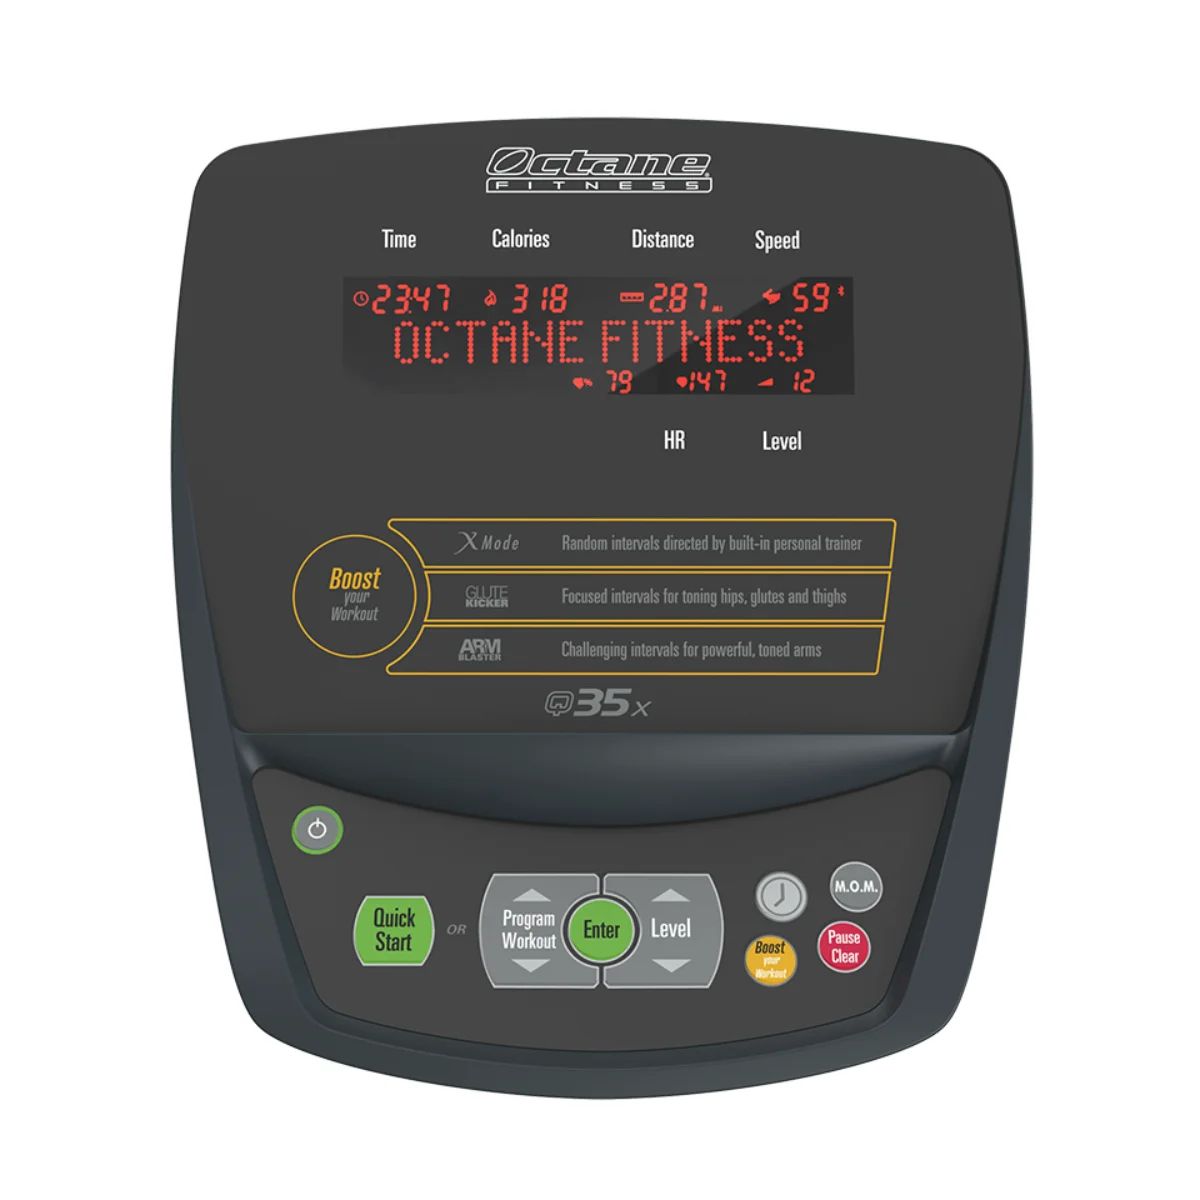 Octane
FITNESS
Time Calories Distance Speed
23:47 318 2.87 59
OCTANE FITNESS
% 79 147 12
HR Level
X Mode Random intervals directed by built-in personal trainer
Boost
your
Workout
GLUTE
KICKER
Focused intervals for toning hips, glutes and thighs
ARM
BLASTER
Challenging intervals for powerful, toned arms
Q35x
Quick
Start
OR
Program
Workout
Enter
Level
M.O.M.
Boost
your
Workout
Pause
Clear